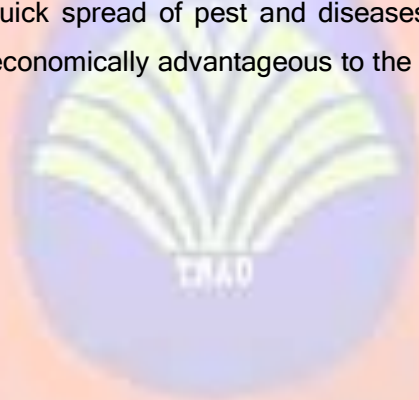 uick spread of pest and diseases
economically advantageous to the